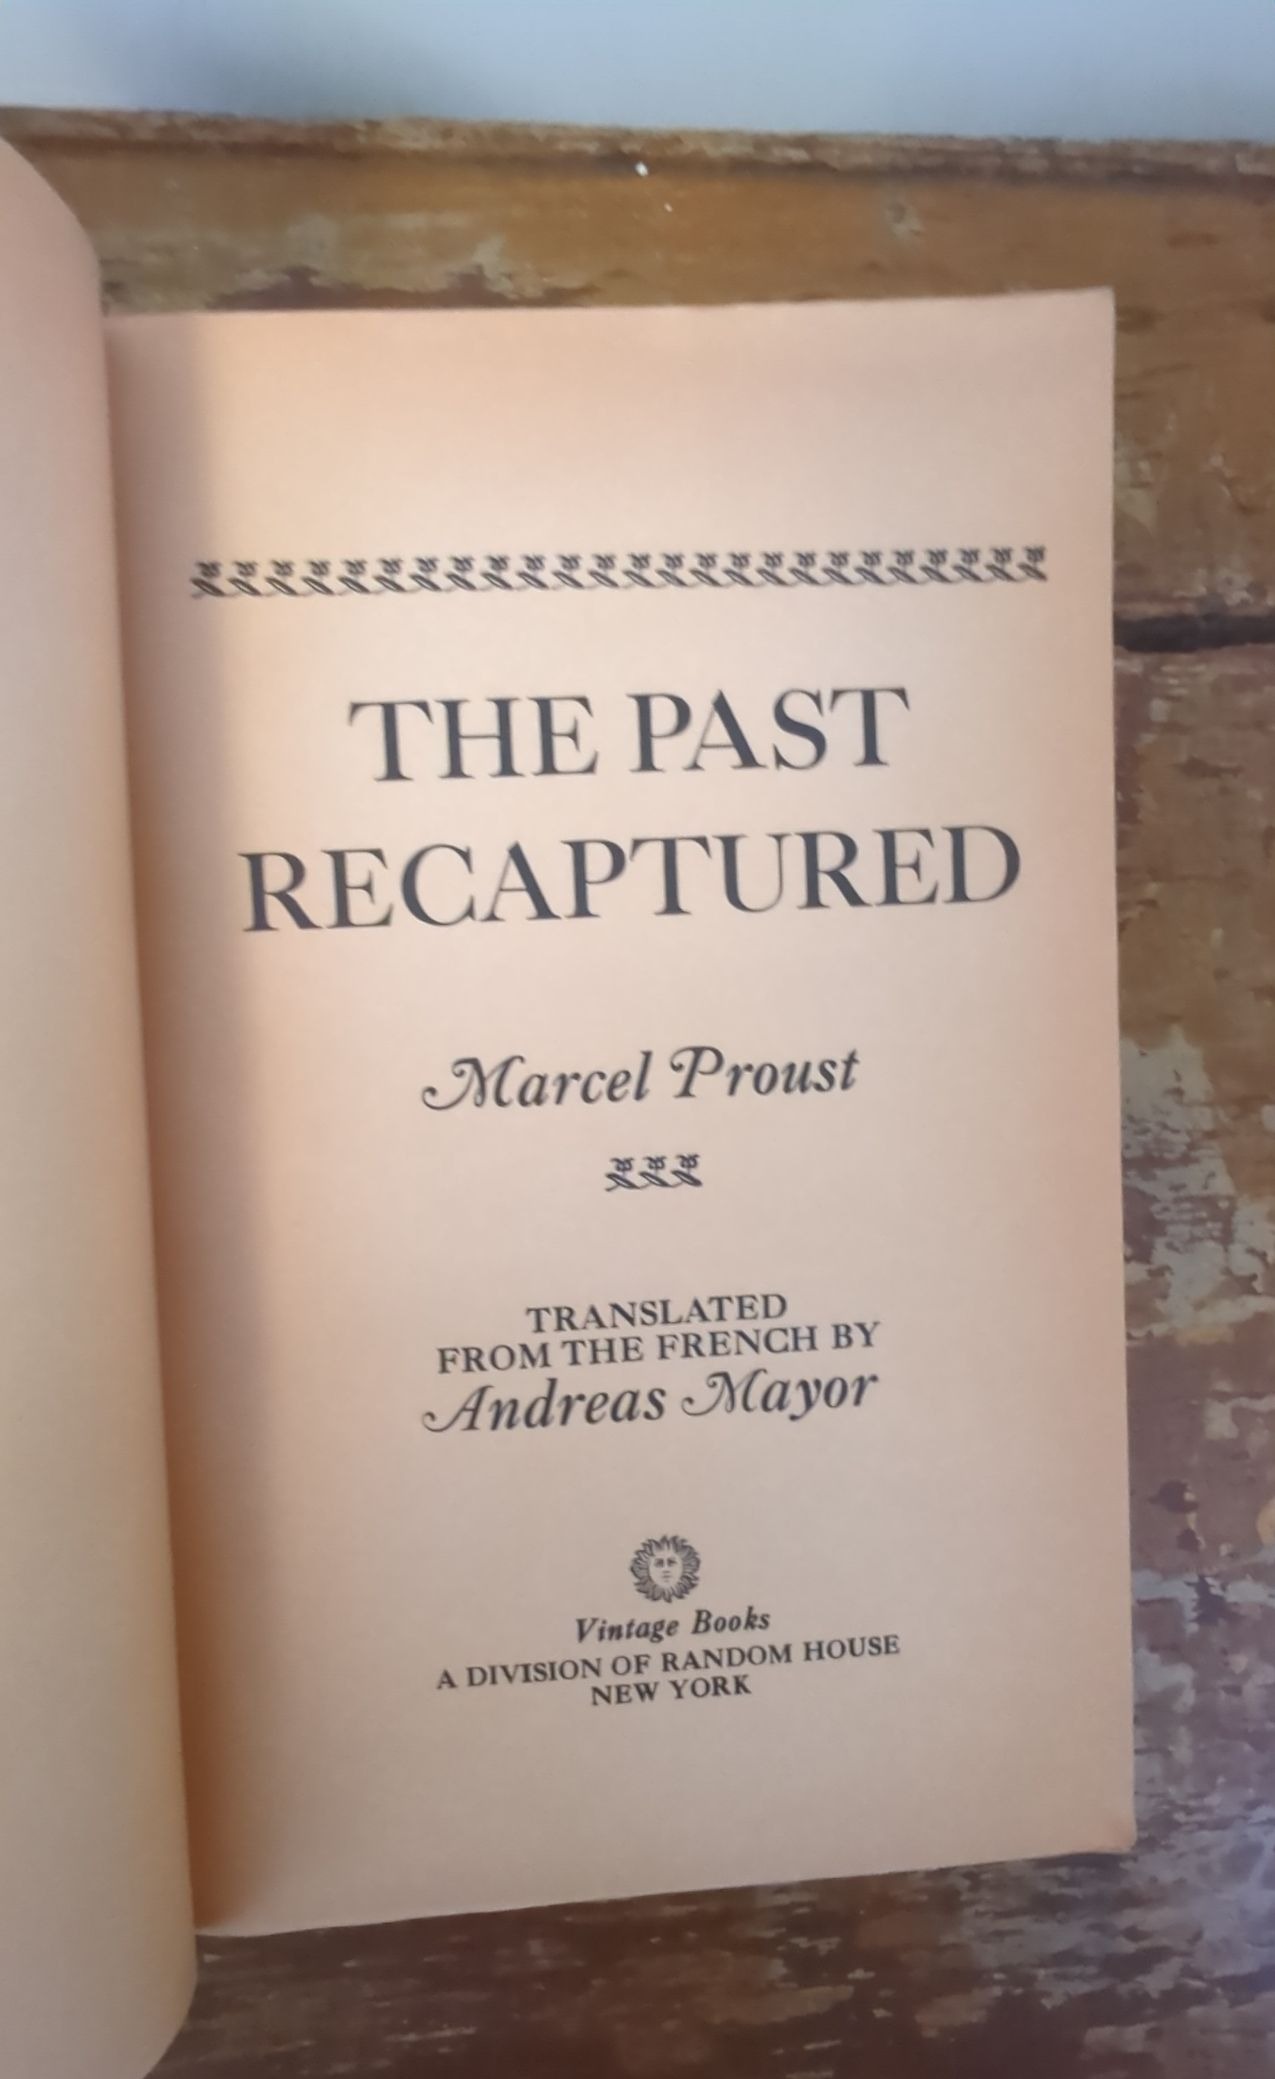 THE PAST
RECAPTURED
Marcel Proust
TRANSLATED
FROM THE FRENCH BY
Andreas Mayor
Vintage Books
A DIVISION OF RANDOM HOUSE
NEW YORK